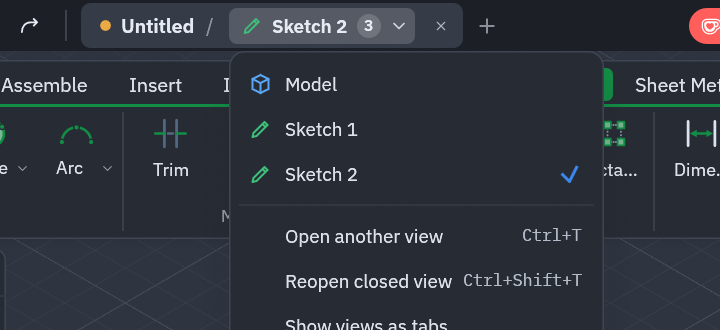 Untitled / Sketch 2 3
Assemble Insert Sheet Met
Model
Sketch 1
Sketch 2
Arc Trim Dime...
Open another view Ctrl+T
Reopen closed view Ctrl+Shift+T
Show views as tabs